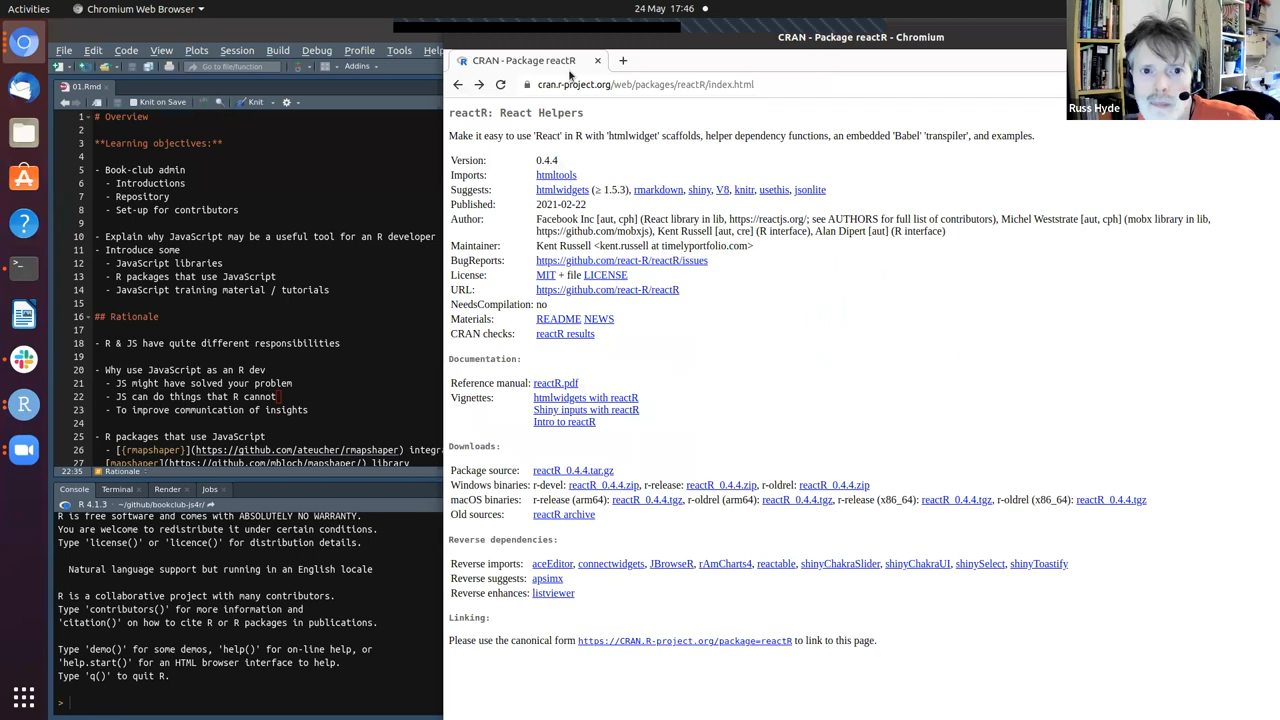 Activities
Chromium Web Browser
24 May 17:46
CRAN - Package reactR - Chromium
File Edit Code View Plots Session Build Debug Profile Tools Help
Go to file/function
Addins
01.Rmd
Knit on Save
Knit
1 # Overview
2
3 **Learning objectives:**
4
5 - Book-club admin
6 - Introductions
7 - Repository
8 - Set-up for contributors
9
10 - Explain why JavaScript may be a useful tool for an R developer
11 - Introduce some
12 - JavaScript libraries
13 - R packages that use JavaScript
14 - JavaScript training material / tutorials
15
16 ## Rationale
17
18 - R & JS have quite different responsibilities
19
20 - Why use JavaScript as an R dev
21 - JS might have solved your problem
22 - JS can do things that R cannot
23 - To improve communication of insights
24
25 - R packages that use JavaScript
26 - [{rmapshaper}](https://github.com/ateucher/rmapshaper) integra
27 [mapshaper](https://github.com/mbloch/mapshaper/) library
22:35 Rationale
Console Terminal Render Jobs
R 4.1.3 · ~/github/bookclub-js4r/
R is free software and comes with ABSOLUTELY NO WARRANTY.
You are welcome to redistribute it under certain conditions.
Type 'license()' or 'licence()' for distribution details.
Natural language support but running in an English locale
R is a collaborative project with many contributors.
Type 'contributors()' for more information and
'citation()' on how to cite R or R packages in publications.
Type 'demo()' for some demos, 'help()' for on-line help, or
'help.start()' for an HTML browser interface to help.
Type 'q()' to quit R.
>
CRAN - Package reactR
cran.r-project.org/web/packages/reactR/index.html
Russ Hyde
reactR: React Helpers
Make it easy to use 'React' in R with 'htmlwidget' scaffolds, helper dependency functions, an embedded 'Babel' 'transpiler', and examples.
Version: 0.4.4
Imports: htmltools
Suggests: htmlwidgets (≥ 1.5.3), rmarkdown, shiny, V8, knitr, usethis, jsonlite
Published: 2021-02-22
Author: Facebook Inc [aut, cph] (React library in lib, https://reactjs.org/; see AUTHORS for full list of contributors), Michel Weststrate [aut, cph] (mobx library in lib,
https://github.com/mobxjs), Kent Russell [aut, cre] (R interface), Alan Dipert [aut] (R interface)
Maintainer: Kent Russell <kent.russell at timelyportfolio.com>
BugReports: https://github.com/react-R/reactR/issues
License: MIT + file LICENSE
URL: https://github.com/react-R/reactR
NeedsCompilation: no
Materials: README NEWS
CRAN checks: reactR results
Documentation:
Reference manual: reactR.pdf
Vignettes: htmlwidgets with reactR
Shiny inputs with reactR
Intro to reactR
Downloads:
Package source: reactR_0.4.4.tar.gz
Windows binaries: r-devel: reactR_0.4.4.zip, r-release: reactR_0.4.4.zip, r-oldrel: reactR_0.4.4.zip
macOS binaries: r-release (arm64): reactR_0.4.4.tgz, r-oldrel (arm64): reactR_0.4.4.tgz, r-release (x86_64): reactR_0.4.4.tgz, r-oldrel (x86_64): reactR_0.4.4.tgz
Old sources: reactR archive
Reverse dependencies:
Reverse imports: aceEditor, connectwidgets, JBrowseR, rAmCharts4, reactable, shinyChakraSlider, shinyChakraUI, shinySelect, shinyToastify
Reverse suggests: apsimx
Reverse enhances: listviewer
Linking:
Please use the canonical form https://CRAN.R-project.org/package=reactR to link to this page.